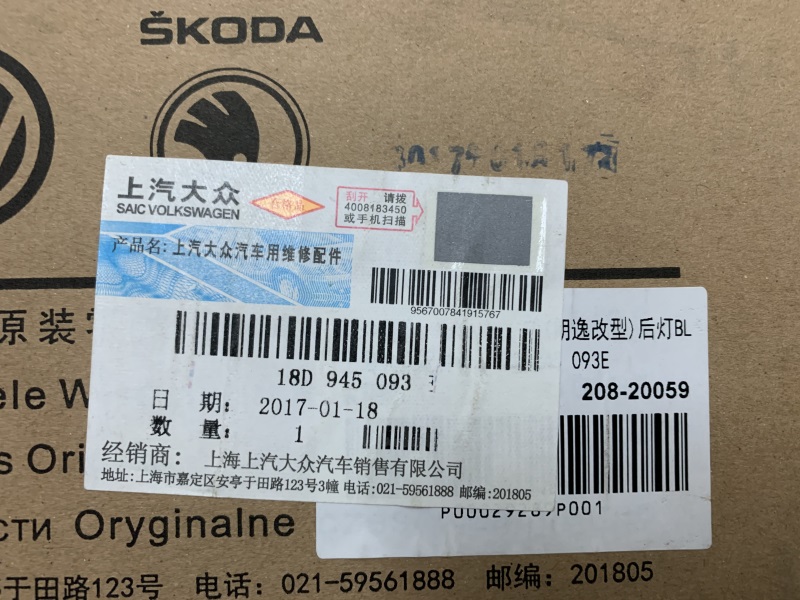 ŠKODA
上汽大众
SAIC VOLKSWAGEN
合格品
刮开 请拨
4008183450
或手机扫描
产品名: 上汽大众汽车用维修配件
9567007841915767
18D 945 093 E
日 期: 2017-01-18
数 量: 1
经销商: 上海上汽大众汽车销售有限公司
地址:上海市嘉定区安亭于田路123号3幢 电话:021-59561888 邮编:201805
朗逸改型)后灯BL
093E
208-20059
原装
ele W
s Ori
сти Oryginalne
于田路123号 电话: 021-59561888 邮编: 201805